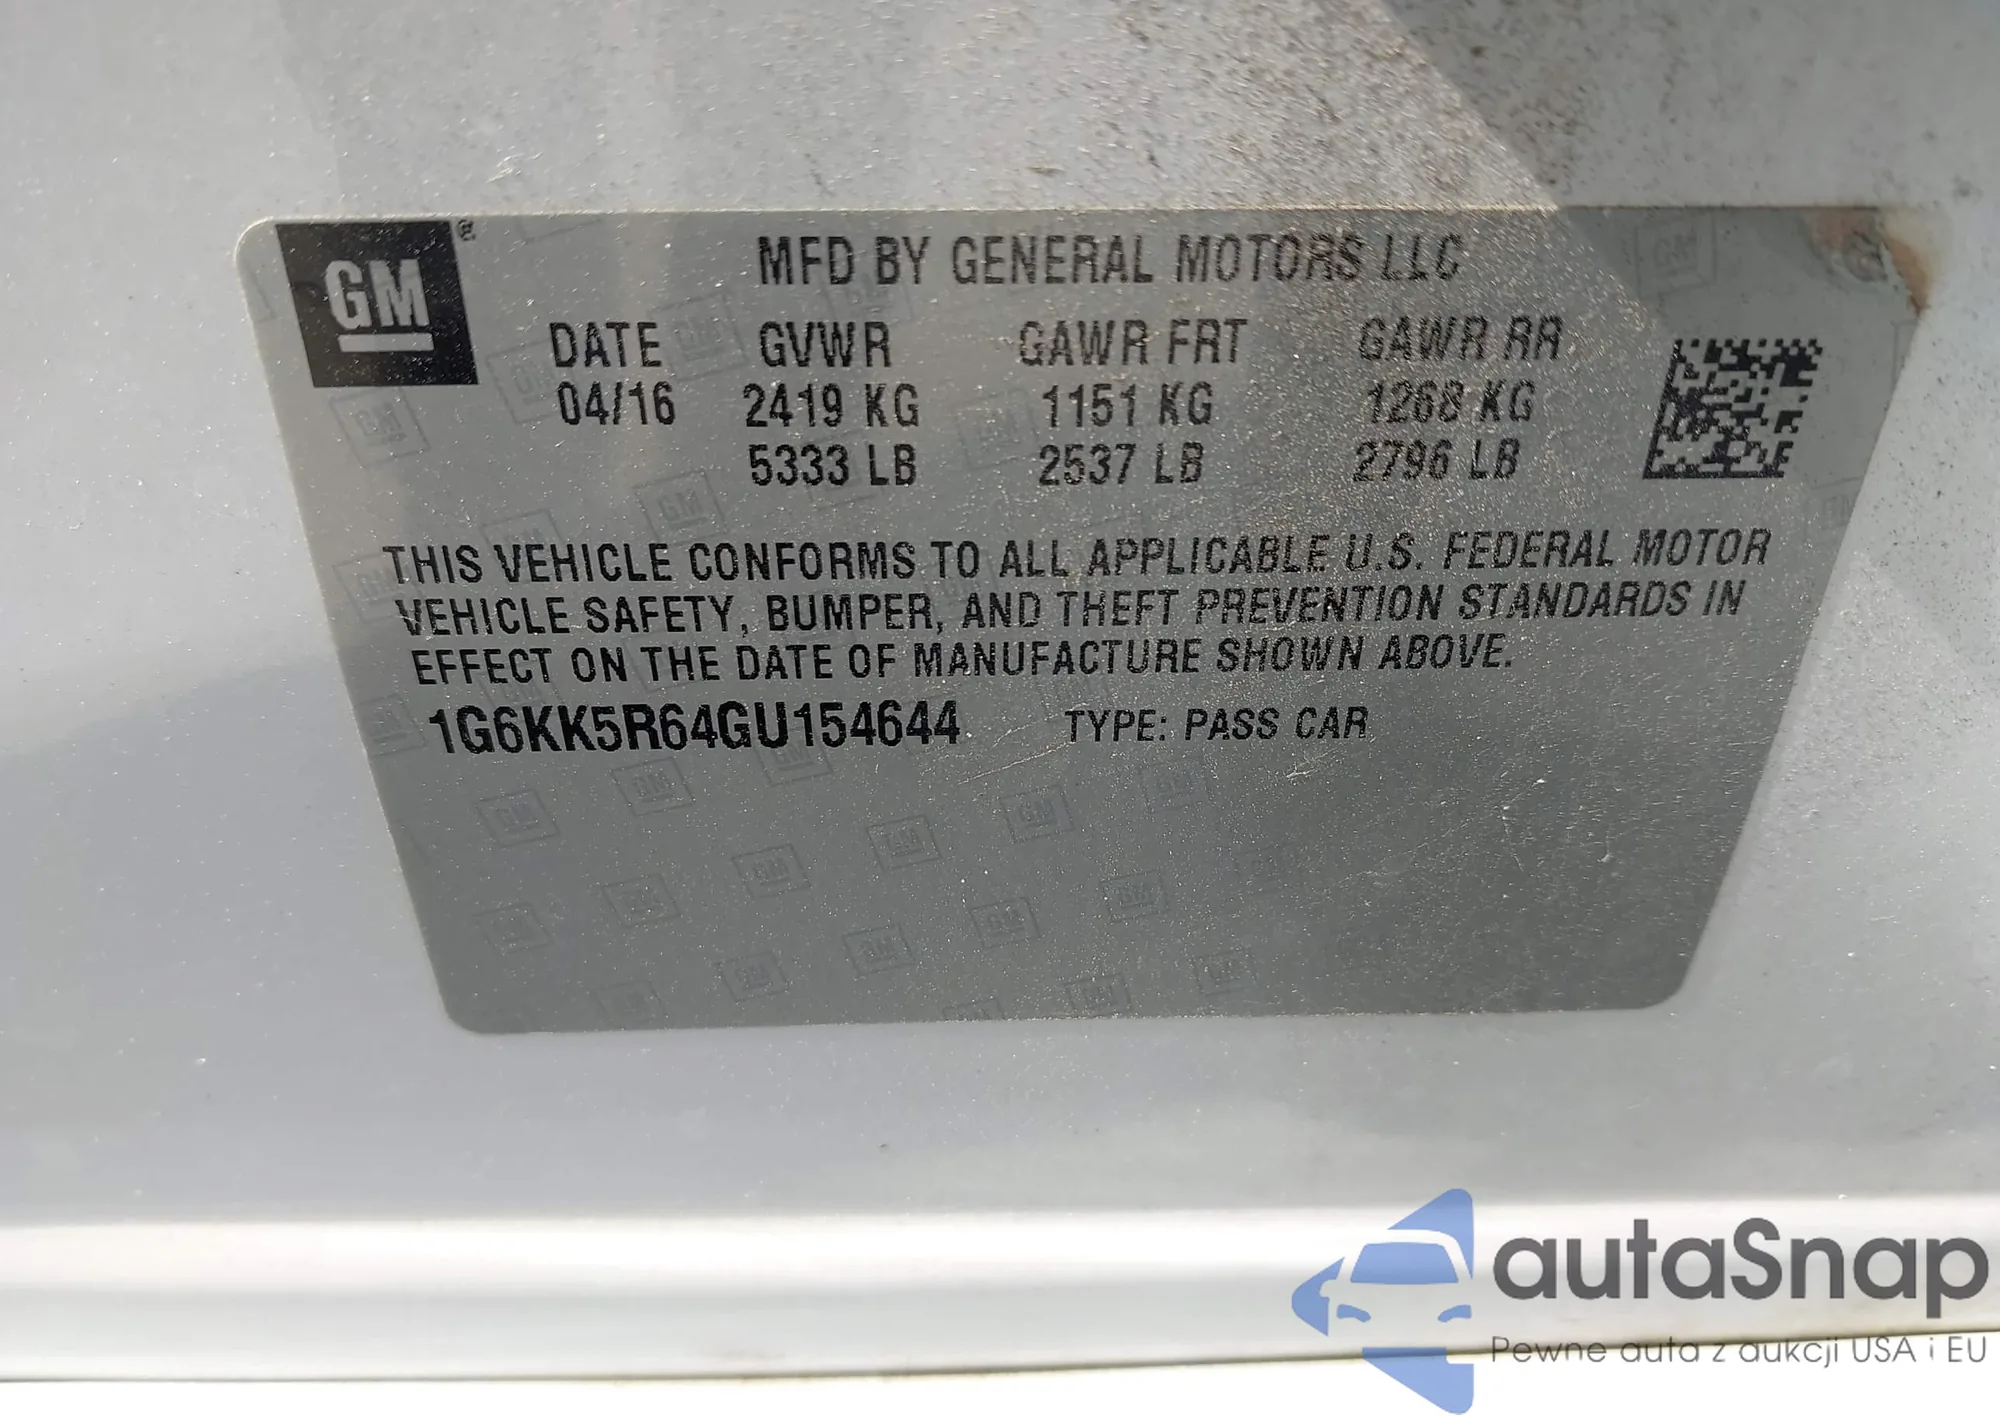 GM
MFD BY GENERAL MOTORS LLC
DATE GVWR GAWR FRT GAWR RR
04/16 2419 KG 1151 KG 1268 KG
5333 LB 2537 LB 2796 LB
THIS VEHICLE CONFORMS TO ALL APPLICABLE U.S. FEDERAL MOTOR
VEHICLE SAFETY, BUMPER, AND THEFT PREVENTION STANDARDS IN
EFFECT ON THE DATE OF MANUFACTURE SHOWN ABOVE.
1G6KK5R64GU154644 TYPE: PASS CAR
autaSnap
Pewne auta z aukcji USA i EU